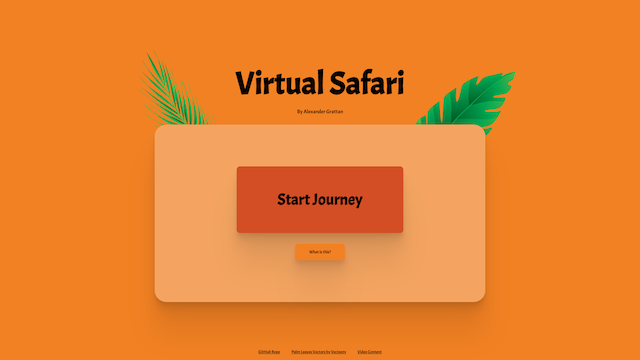 Virtual Safari
By Alexander Grattan
Start Journey
What is this?
GitHub Repo
Palm Leaves Vectors by Vecteezy
Video Content